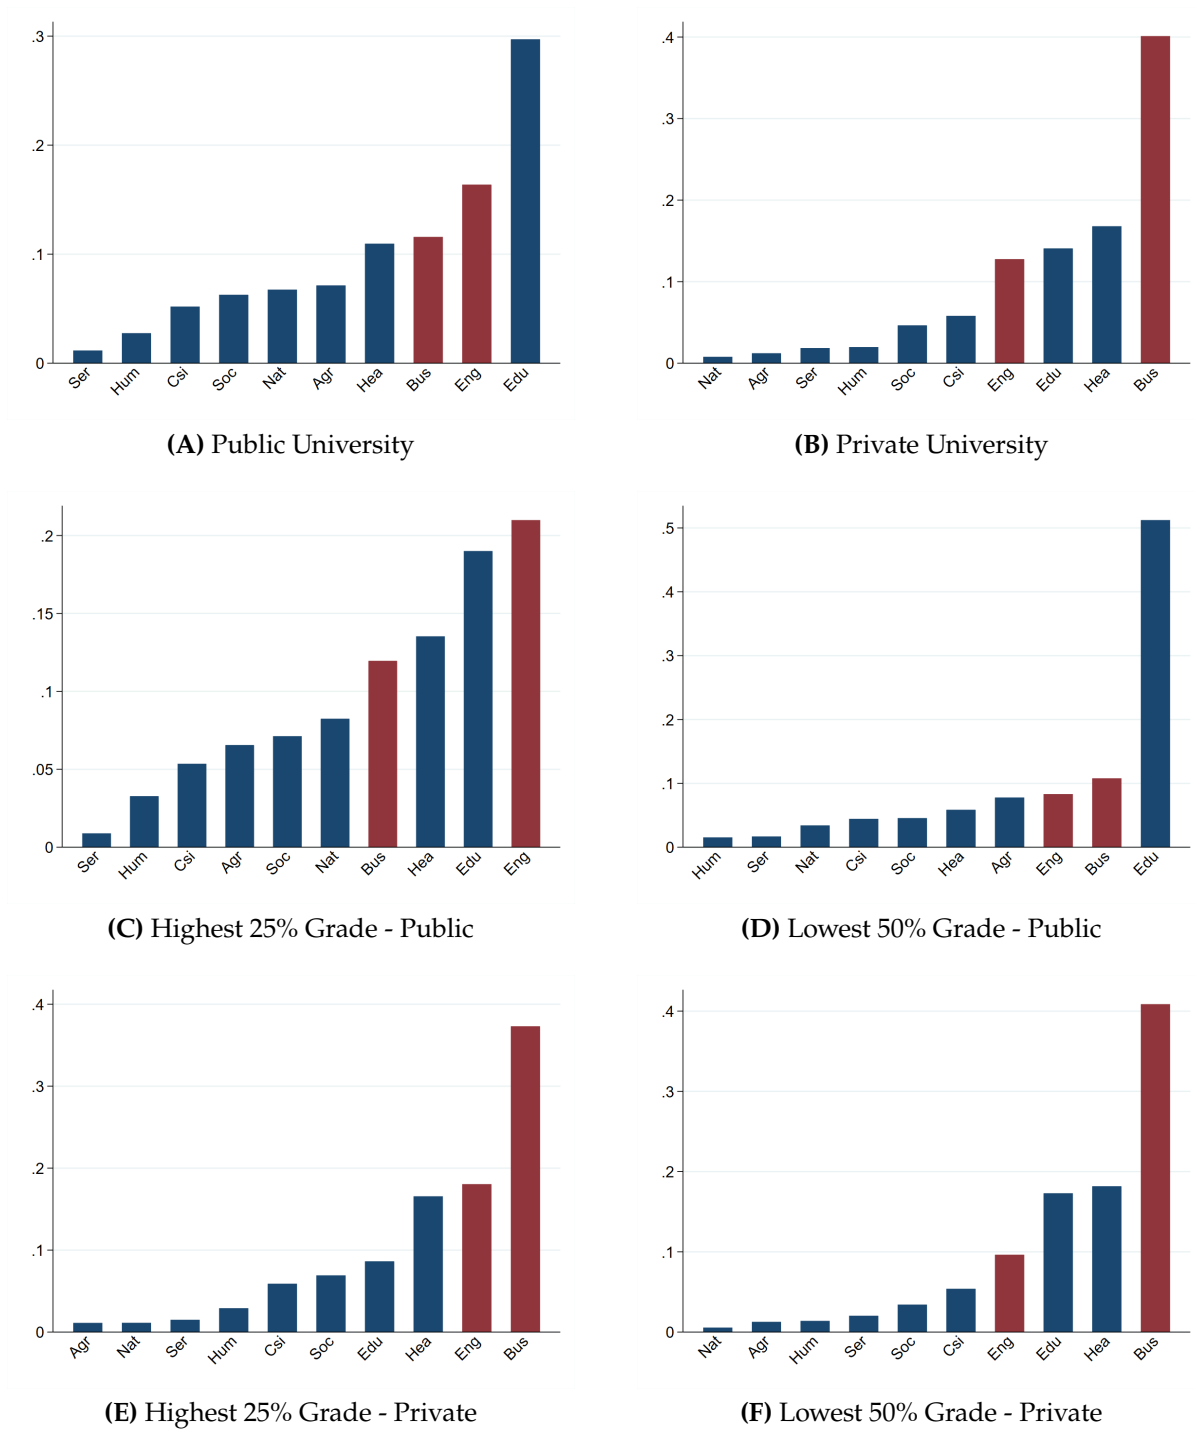 .3
.2
.1
0
Ser Hum Csi Soc Nat Agr Hea Bus Eng Edu
(A) Public University
.4
.3
.2
.1
0
Nat Agr Ser Hum Soc Csi Eng Edu Hea Bus
(B) Private University
.2
.15
.1
.05
0
Ser Hum Csi Agr Soc Nat Bus Hea Edu Eng
(C) Highest 25% Grade - Public
.5
.4
.3
.2
.1
0
Hum Ser Nat Csi Soc Hea Agr Eng Bus Edu
(D) Lowest 50% Grade - Public
.4
.3
.2
.1
0
Agr Nat Ser Hum Csi Soc Edu Hea Eng Bus
(E) Highest 25% Grade - Private
.4
.3
.2
.1
0
Nat Agr Hum Ser Soc Csi Eng Edu Hea Bus
(F) Lowest 50% Grade - Private